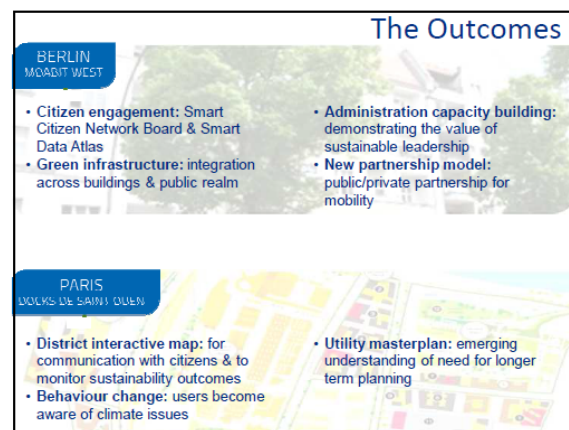 The Outcomes
BERLIN
MOABIT WEST
• Citizen engagement: Smart
Citizen Network Board & Smart
Data Atlas
• Green infrastructure: integration
across buildings & public realm
• Administration capacity building:
demonstrating the value of
sustainable leadership
• New partnership model:
public/private partnership for
mobility
PARIS
DOCKS DE SAINT OUEN
• District interactive map: for
communication with citizens & to
monitor sustainability outcomes
• Behaviour change: users become
aware of climate issues
• Utility masterplan: emerging
understanding of need for longer
term planning